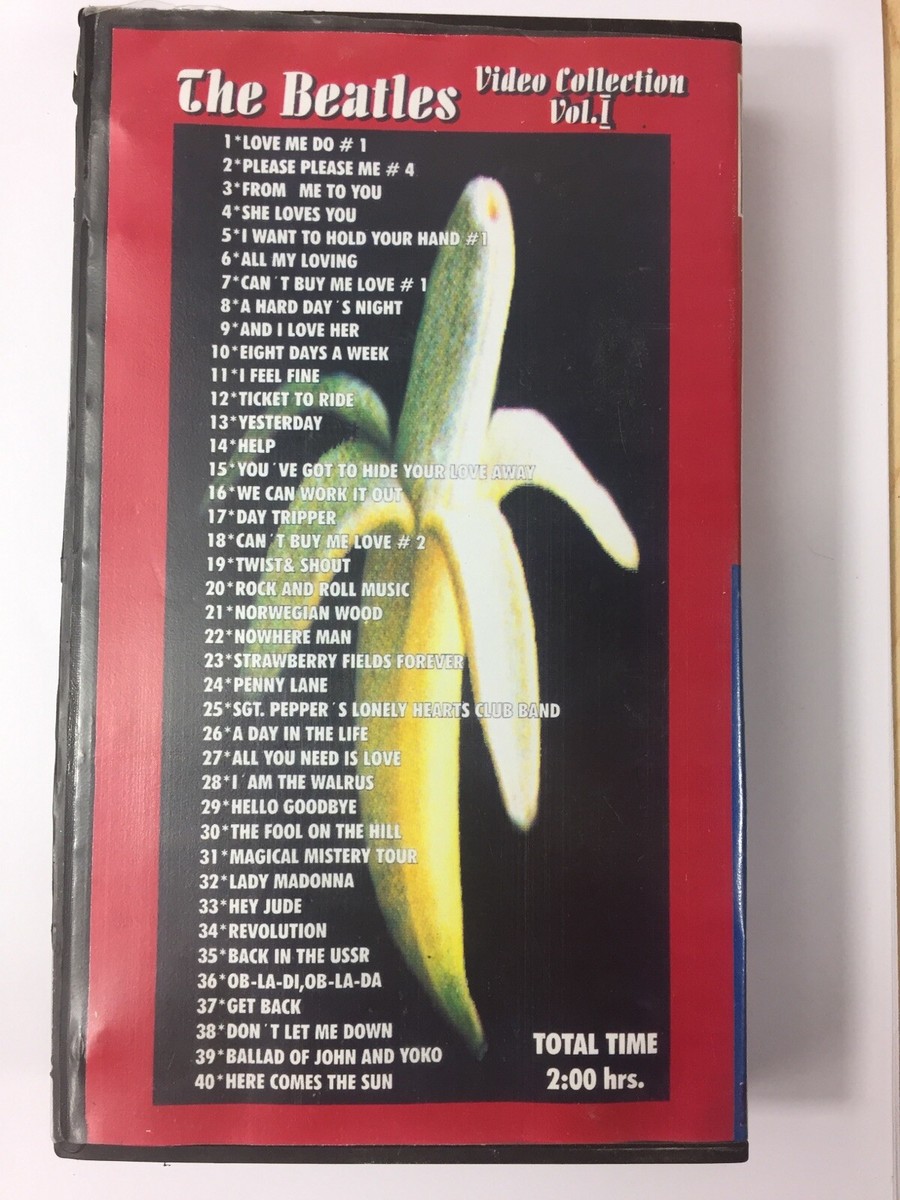 The Beatles Video Collection
Vol.I
1*LOVE ME DO # 1
2*PLEASE PLEASE ME # 4
3*FROM ME TO YOU
4*SHE LOVES YOU
5*I WANT TO HOLD YOUR HAND #1
6*ALL MY LOVING
7*CAN´T BUY ME LOVE # 1
8*A HARD DAY´S NIGHT
9*AND I LOVE HER
10*EIGHT DAYS A WEEK
11*I FEEL FINE
12*TICKET TO RIDE
13*YESTERDAY
14*HELP
15*YOU´VE GOT TO HIDE YOUR LOVE AWAY
16*WE CAN WORK IT OUT
17*DAY TRIPPER
18*CAN´T BUY ME LOVE # 2
19*TWIST& SHOUT
20*ROCK AND ROLL MUSIC
21*NORWEGIAN WOOD
22*NOWHERE MAN
23*STRAWBERRY FIELDS FOREVER
24*PENNY LANE
25*SGT. PEPPER´S LONELY HEARTS CLUB BAND
26*A DAY IN THE LIFE
27*ALL YOU NEED IS LOVE
28*I´AM THE WALRUS
29*HELLO GOODBYE
30*THE FOOL ON THE HILL
31*MAGICAL MISTERY TOUR
32*LADY MADONNA
33*HEY JUDE
34*REVOLUTION
35*BACK IN THE USSR
36*OB-LA-DI,OB-LA-DA
37*GET BACK
38*DON´T LET ME DOWN
39*BALLAD OF JOHN AND YOKO
40*HERE COMES THE SUN
TOTAL TIME
2:00 hrs.